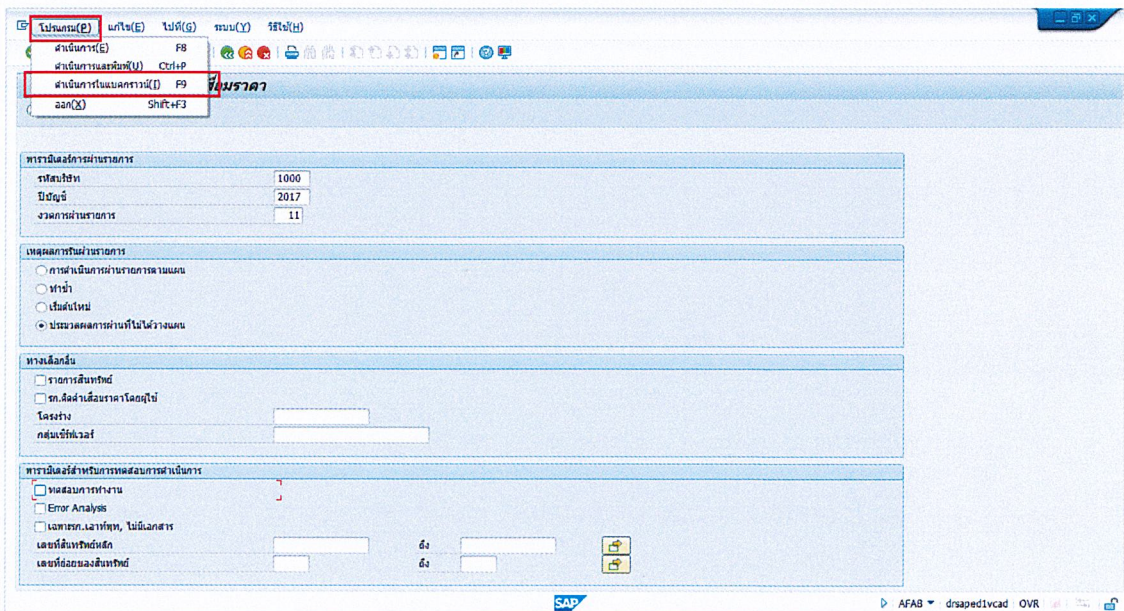 โปรแกรม(P) แก้ไข(E) ไปที่(G) ระบบ(Y) วิธีใช้(H)
ดำเนินการ(E) F8
ดำเนินการและพิมพ์(U) Ctrl+P
ดำเนินการในแบคกราวน์(I) F9
ออก(X) Shift+F3
สื่อมราคา
พารามิเตอร์การผ่านรายการ
รหัสบริษัท 1000
ปีบัญชี 2017
งวดการผ่านรายการ 11
เหตุผลการรันผ่านรายการ
การดำเนินการผ่านรายการตามแผน
ทำซ้ำ
เริ่มต้นใหม่
ประมวลผลการผ่านที่ไม่ได้วางแผน
ทางเลือกอื่น
รายการสินทรัพย์
รก.คิดค่าเสื่อมราคาโดยผู้ใช้
โครงร่าง
กลุ่มเซิร์ฟเวอร์
พารามิเตอร์สำหรับการทดสอบการดำเนินการ
ทดสอบการทำงาน
Error Analysis
เฉพาะรก.เอาท์พุท, ไม่มีเอกสาร
เลขที่สินทรัพย์หลัก ถึง
เลขที่ย่อยของสินทรัพย์ ถึง
SAP AFAB drsaped1vcad OVR